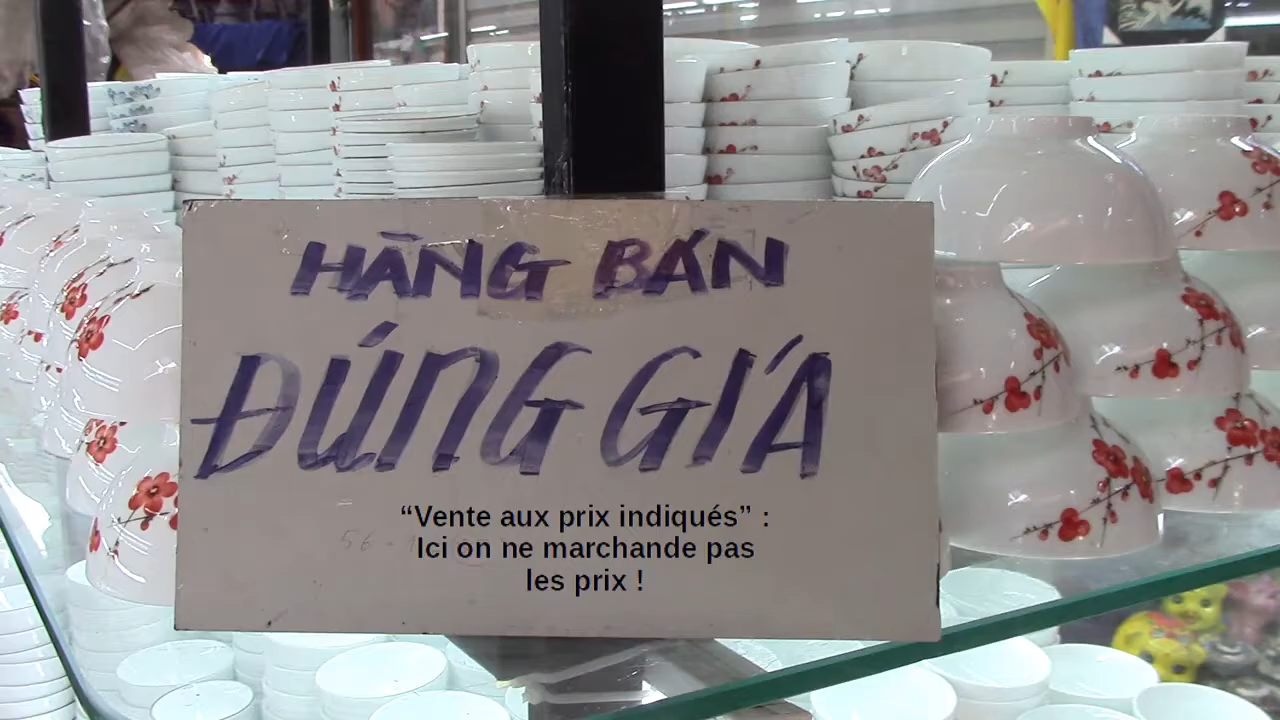 HÀNG BÁN
ĐÚNG GIÁ
“Vente aux prix indiqués” :
Ici on ne marchande pas
les prix !